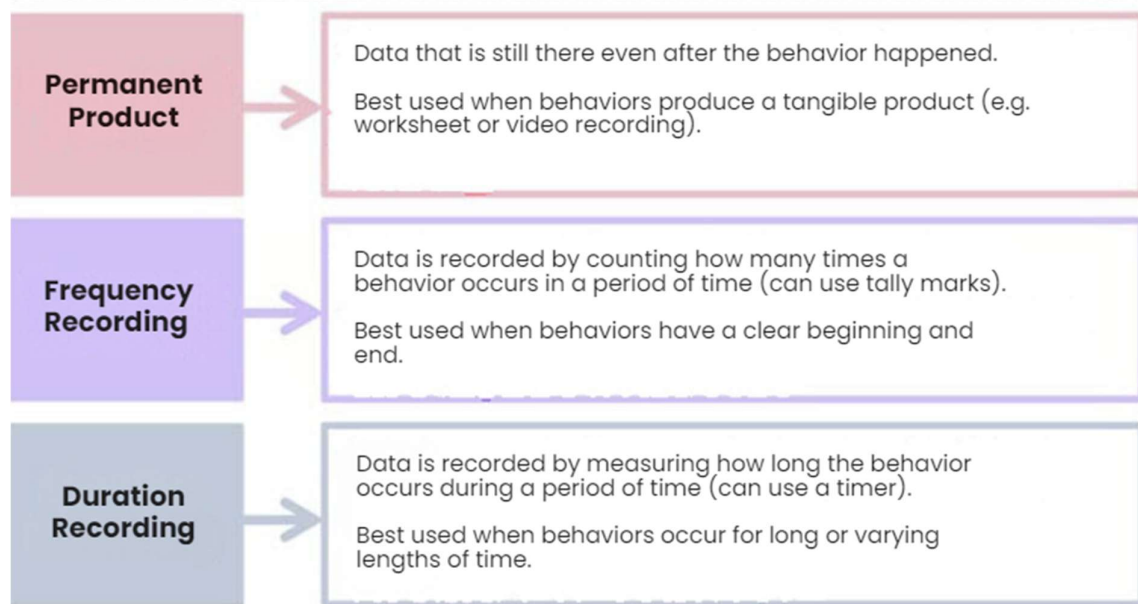 Permanent
Product
Data that is still there even after the behavior happened.
Best used when behaviors produce a tangible product (e.g.
worksheet or video recording).
Frequency
Recording
Data is recorded by counting how many times a
behavior occurs in a period of time (can use tally marks).
Best used when behaviors have a clear beginning and
end.
Duration
Recording
Data is recorded by measuring how long the behavior
occurs during a period of time (can use a timer).
Best used when behaviors occur for long or varying
lengths of time.